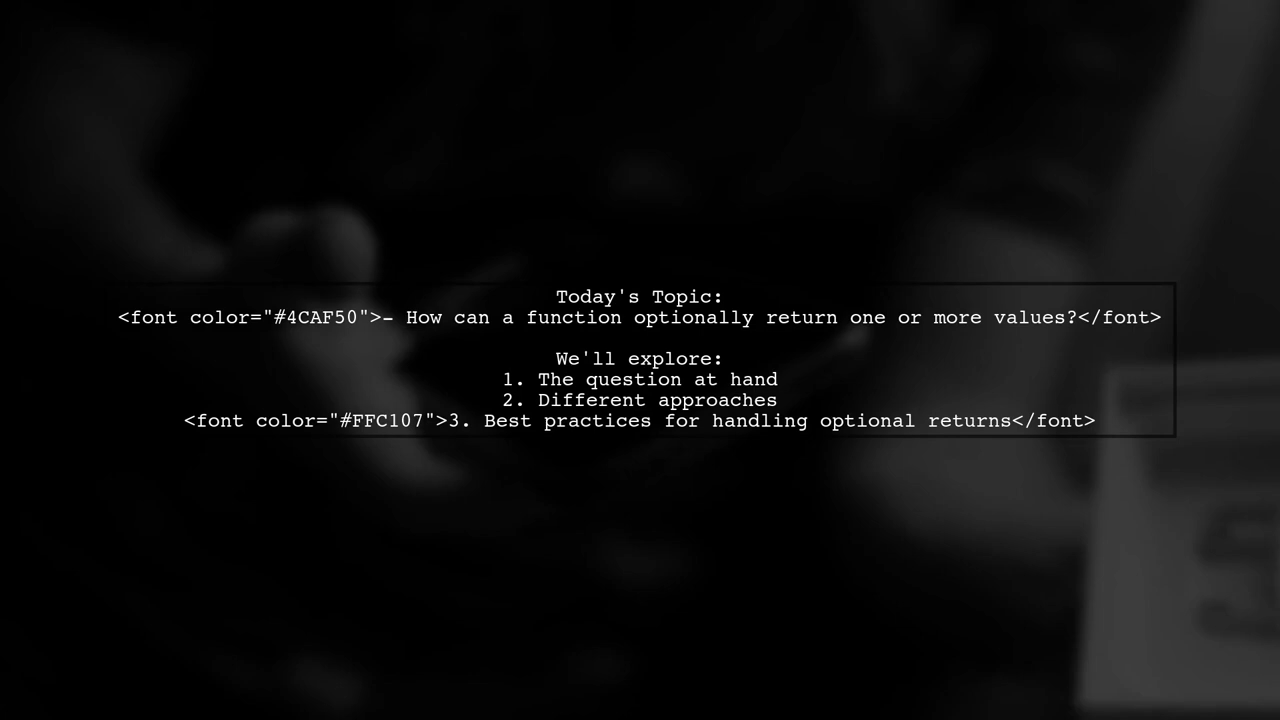 Today's Topic:
<font color="#4CAF50">- How can a function optionally return one or more values?</font>
We'll explore:
1. The question at hand
2. Different approaches
<font color="#FFC107">3. Best practices for handling optional returns</font>